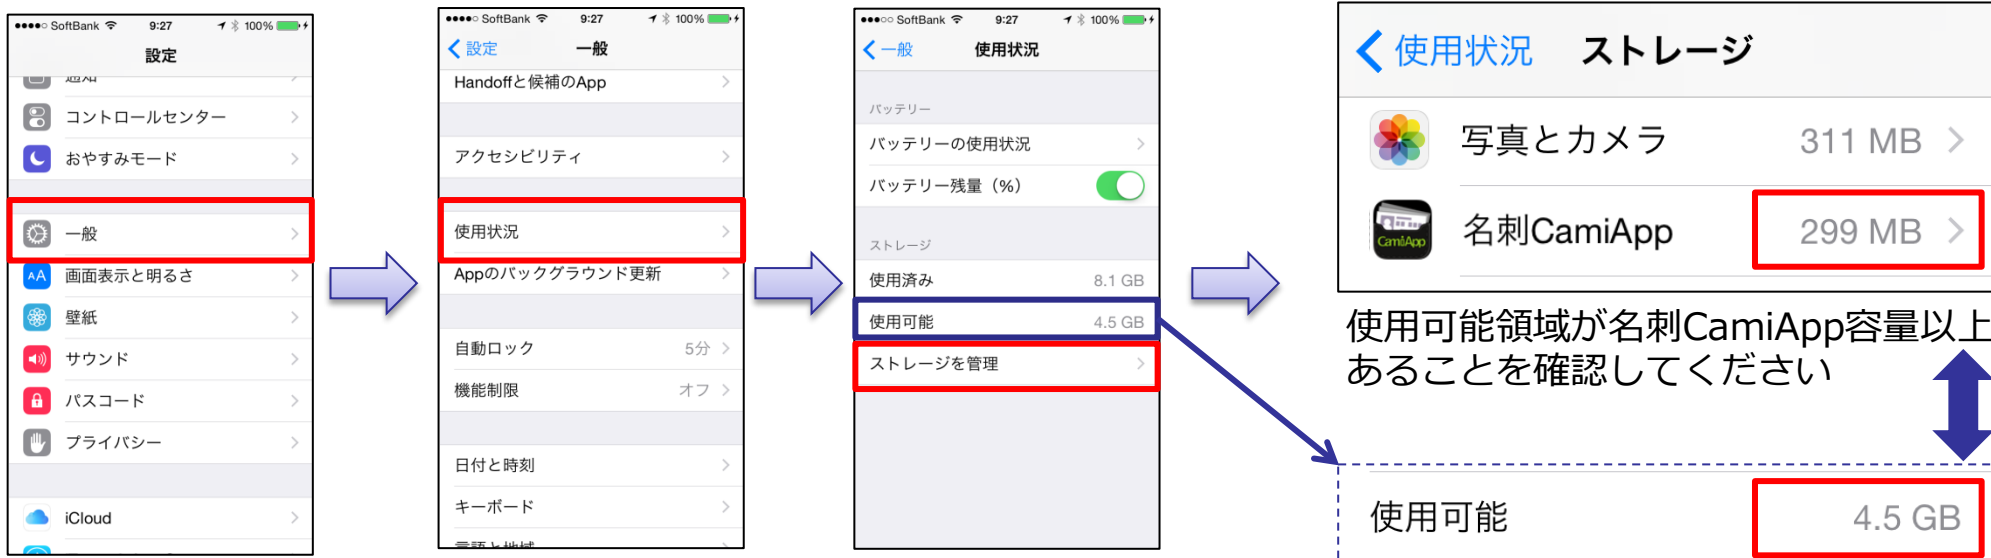 SoftBank 9:27 100%
設定
通知
コントロールセンター
おやすみモード
一般
AA 画面表示と明るさ
壁紙
サウンド
パスコード
プライバシー
iCloud
SoftBank 9:27 100%
設定 一般
Handoffと候補のApp
アクセシビリティ
使用状況
Appのバックグラウンド更新
自動ロック 5分
機能制限 オフ
日付と時刻
キーボード
言語と地域
SoftBank 9:27 100%
一般 使用状況
バッテリー
バッテリーの使用状況
バッテリー残量（%）
ストレージ
使用済み 8.1 GB
使用可能 4.5 GB
ストレージを管理
使用状況 ストレージ
写真とカメラ 311 MB
CamiApp
名刺CamiApp 299 MB
使用可能領域が名刺CamiApp容量以上
あることを確認してください
使用可能 4.5 GB